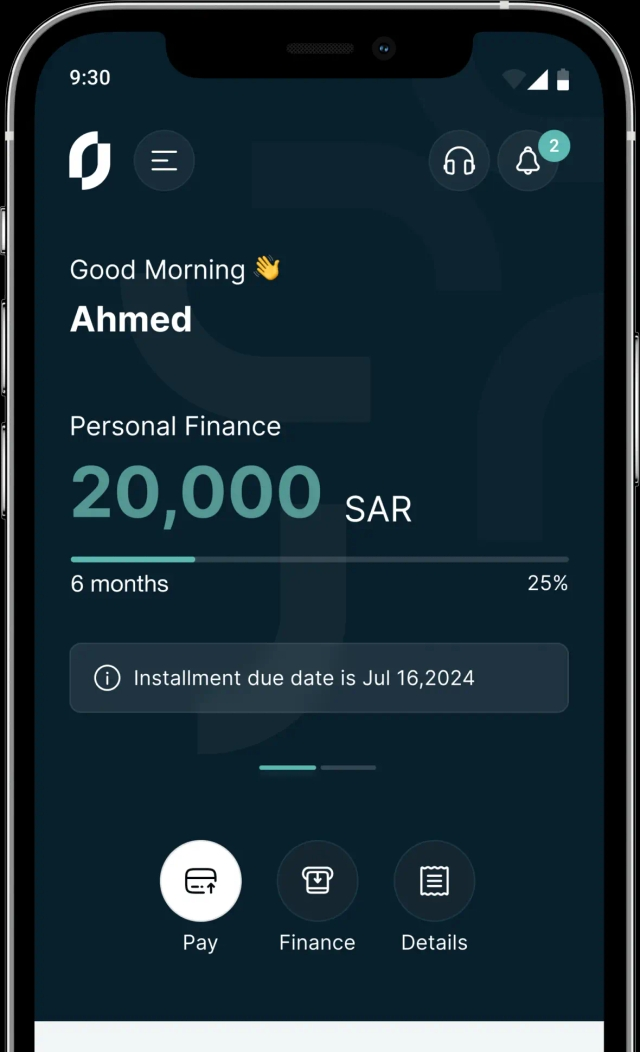 9:30
2
Good Morning 👋
Ahmed
Personal Finance
20,000 SAR
6 months 25%
Installment due date is Jul 16,2024
Pay Finance Details